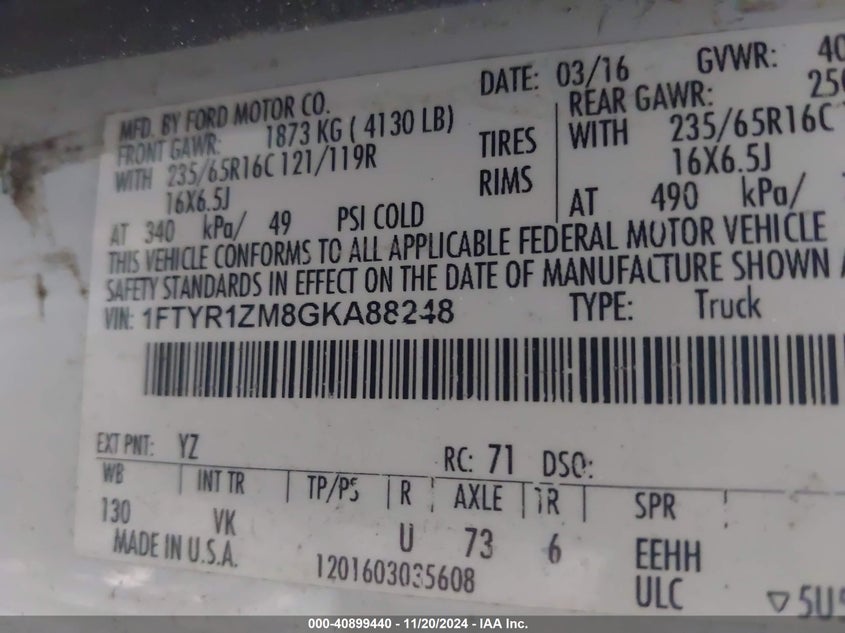 MFD. BY FORD MOTOR CO. DATE: 03/16 GVWR: 40
FRONT GAWR: 1873 KG ( 4130 LB) REAR GAWR: 250
WITH 235/65R16C 121/119R TIRES WITH 235/65R16C
16X6.5J RIMS 16X6.5J
AT 340 kPa/ 49 PSI COLD AT 490 kPa/
THIS VEHICLE CONFORMS TO ALL APPLICABLE FEDERAL MOTOR VEHICLE
SAFETY STANDARDS IN EFFECT ON THE DATE OF MANUFACTURE SHOWN
VIN: 1FTYR1ZM8GKA88248 TYPE: Truck
EXT PNT: YZ RC: 71 DSO:
WB INT TR TP/PS R AXLE TR SPR
130 VK U 73 6 EEHH
MADE IN U.S.A. 1201603035608 ULC
000-40899440 - 11/20/2024 - IAA Inc.